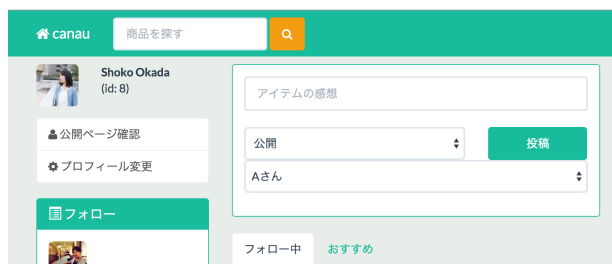 canau
商品を探す
Shoko Okada
(id: 8)
公開ページ確認
プロフィール変更
フォロー
アイテムの感想
公開
投稿
Aさん
フォロー中
おすすめ